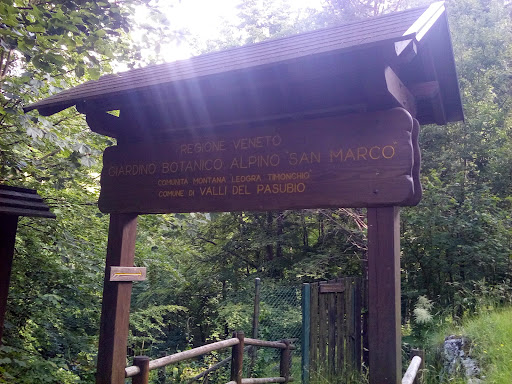 REGIONE VENETO
GIARDINO BOTANICO ALPINO "SAN MARCO"
COMUNITÀ MONTANA LEOGRA TIMONCHIO"
COMUNE DI VALLI DEL PASUBIO